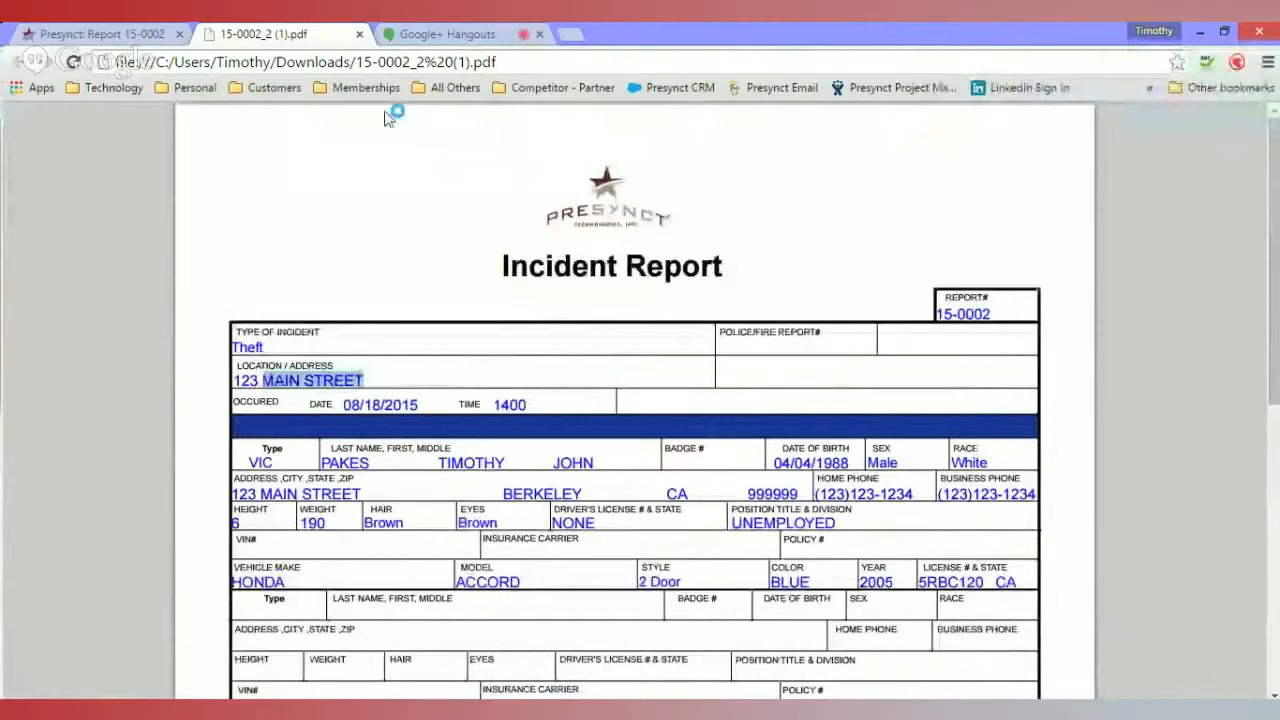 Presynct: Report 15-0002
15-0002_2 (1).pdf
Google+ Hangouts
Timothy
Google
file:///C:/Users/Timothy/Downloads/15-0002_2%20(1).pdf
Apps Technology Personal Customers Memberships All Others Competitor - Partner Presynct CRM Presynct Email Presynct Project Ma... LinkedIn Sign In » Other bookmarks
PRESYNCT
TECHNOLOGIES, INC.
Incident Report
REPORT#
15-0002
TYPE OF INCIDENT POLICE/FIRE REPORT#
Theft
LOCATION / ADDRESS
123 MAIN STREET
OCCURED DATE 08/18/2015 TIME 1400
Type LAST NAME, FIRST, MIDDLE BADGE # DATE OF BIRTH SEX RACE
VIC PAKES TIMOTHY JOHN 04/04/1988 Male White
ADDRESS ,CITY ,STATE ,ZIP HOME PHONE BUSINESS PHONE
123 MAIN STREET BERKELEY CA 999999 (123)123-1234 (123)123-1234
HEIGHT WEIGHT HAIR EYES DRIVER'S LICENSE # & STATE POSITION TITLE & DIVISION
6 190 Brown Brown NONE UNEMPLOYED
VIN# INSURANCE CARRIER POLICY #
VEHICLE MAKE MODEL STYLE COLOR YEAR LICENSE # & STATE
HONDA ACCORD 2 Door BLUE 2005 5RBC120 CA
Type LAST NAME, FIRST, MIDDLE BADGE # DATE OF BIRTH SEX RACE
ADDRESS ,CITY ,STATE ,ZIP HOME PHONE BUSINESS PHONE
HEIGHT WEIGHT HAIR EYES DRIVER'S LICENSE # & STATE POSITION TITLE & DIVISION
VIN# INSURANCE CARRIER POLICY #